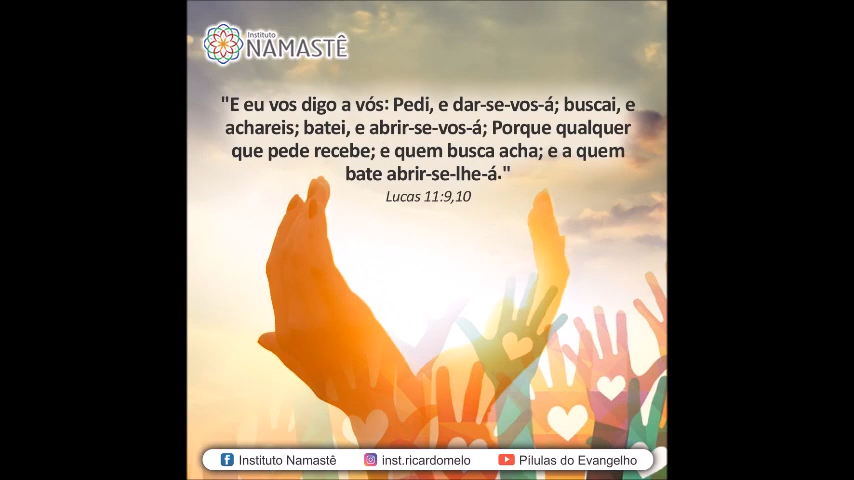 Instituto
NAMASTÊ
"E eu vos digo a vós: Pedi, e dar-se-vos-á; buscai, e
achareis; batei, e abrir-se-vos-á; Porque qualquer
que pede recebe; e quem busca acha; e a quem
bate abrir-se-lhe-á."
Lucas 11:9,10
Instituto Namastê inst.ricardomelo Pílulas do Evangelho